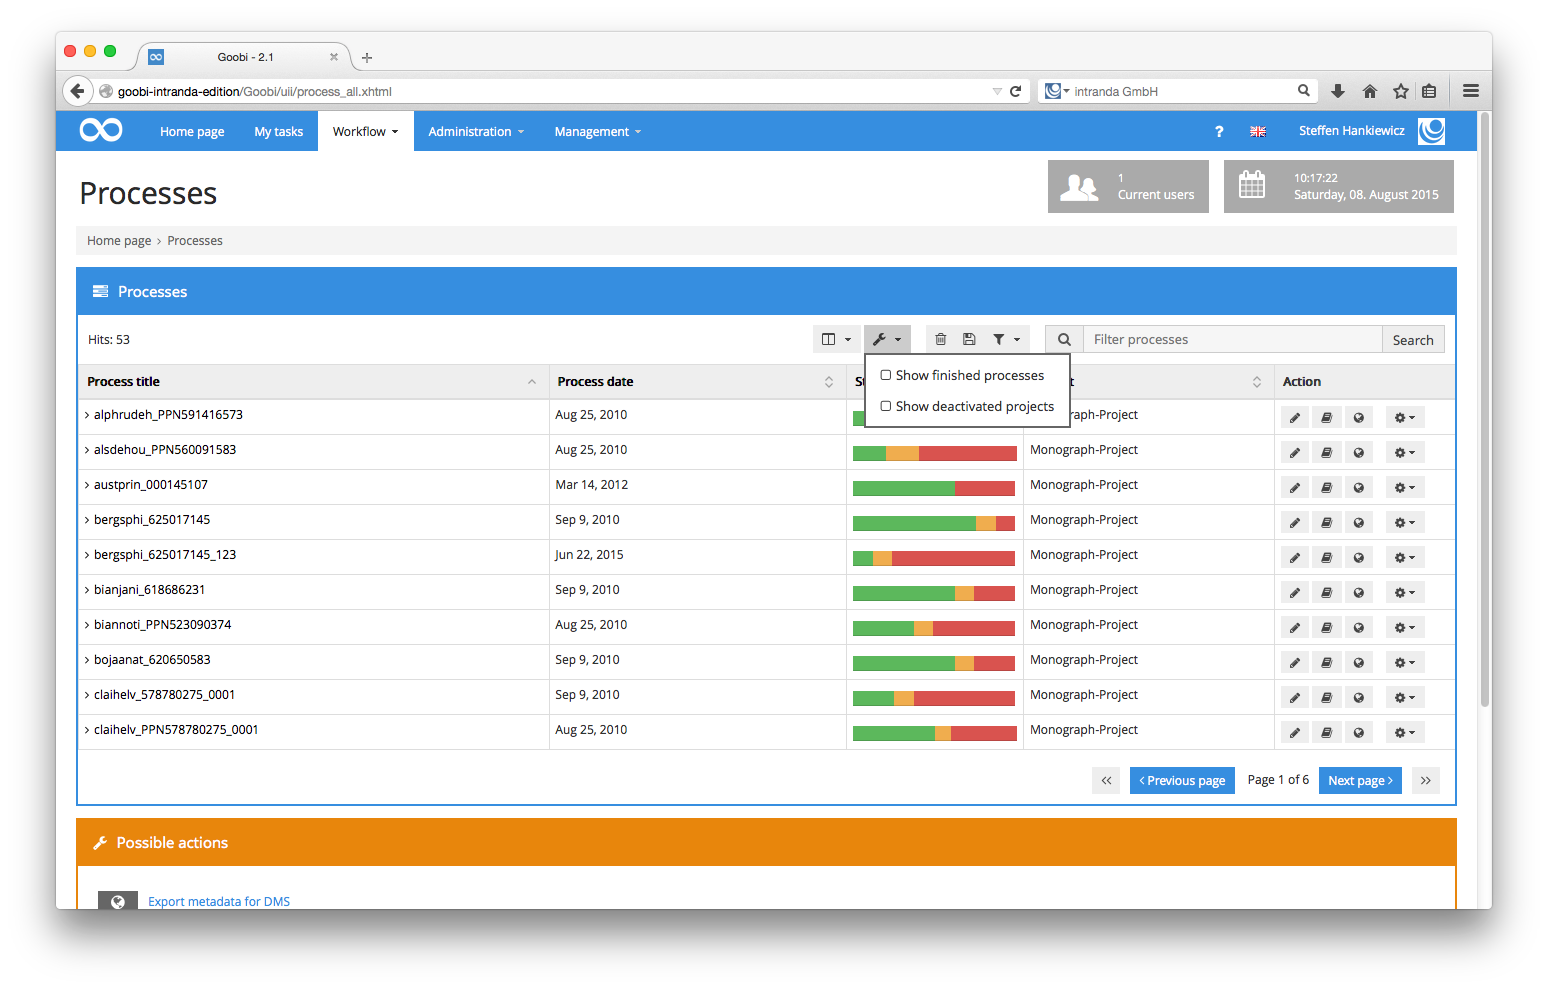 Goobi - 2.1
goobi-intranda-edition/Goobi/uii/process_all.xhtml
intranda GmbH
Home page My tasks Workflow Administration Management ? Steffen Hankiewicz
Processes
1
Current users
10:17:22
Saturday, 08. August 2015
Home page › Processes
Processes
Hits: 53
Filter processes Search
Show finished processes
Show deactivated projects
Process title Process date St t Action
alphrudeh_PPN591416573 Aug 25, 2010 ograph-Project
alsdehou_PPN560091583 Aug 25, 2010 Monograph-Project
austprin_000145107 Mar 14, 2012 Monograph-Project
bergsphi_625017145 Sep 9, 2010 Monograph-Project
bergsphi_625017145_123 Jun 22, 2015 Monograph-Project
bianjani_618686231 Sep 9, 2010 Monograph-Project
biannoti_PPN523090374 Aug 25, 2010 Monograph-Project
bojaanat_620650583 Sep 9, 2010 Monograph-Project
claihelv_578780275_0001 Sep 9, 2010 Monograph-Project
claihelv_PPN578780275_0001 Aug 25, 2010 Monograph-Project
« ‹ Previous page Page 1 of 6 Next page › »
Possible actions
Export metadata for DMS